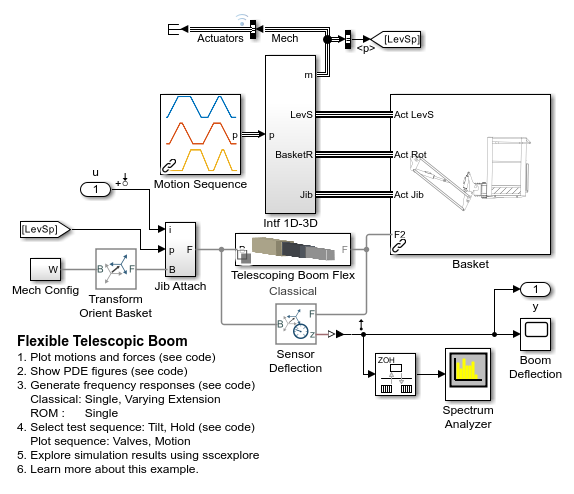 Actuators
Mech
<p>
[LevSp]
m
LevS
BasketR
Jib
p
Intf 1D-3D
p
Motion Sequence
Act LevS
Act Rot
Act Jib
F2
Basket
u
1
[LevSp]
i
p
B
F
Jib Attach
W
Mech Config
B
F
Transform
Orient Basket
B
F
Telescoping Boom Flex
Classical
B
F
z
Sensor
Deflection
1
y
Boom
Deflection
ZOH
Spectrum
Analyzer
Flexible Telescopic Boom
1. Plot motions and forces (see code)
2. Show PDE figures (see code)
3. Generate frequency responses (see code)
Classical: Single, Varying Extension
ROM : Single
4. Select test sequence: Tilt, Hold (see code)
Plot sequence: Valves, Motion
5. Explore simulation results using sscexplore
6. Learn more about this example.